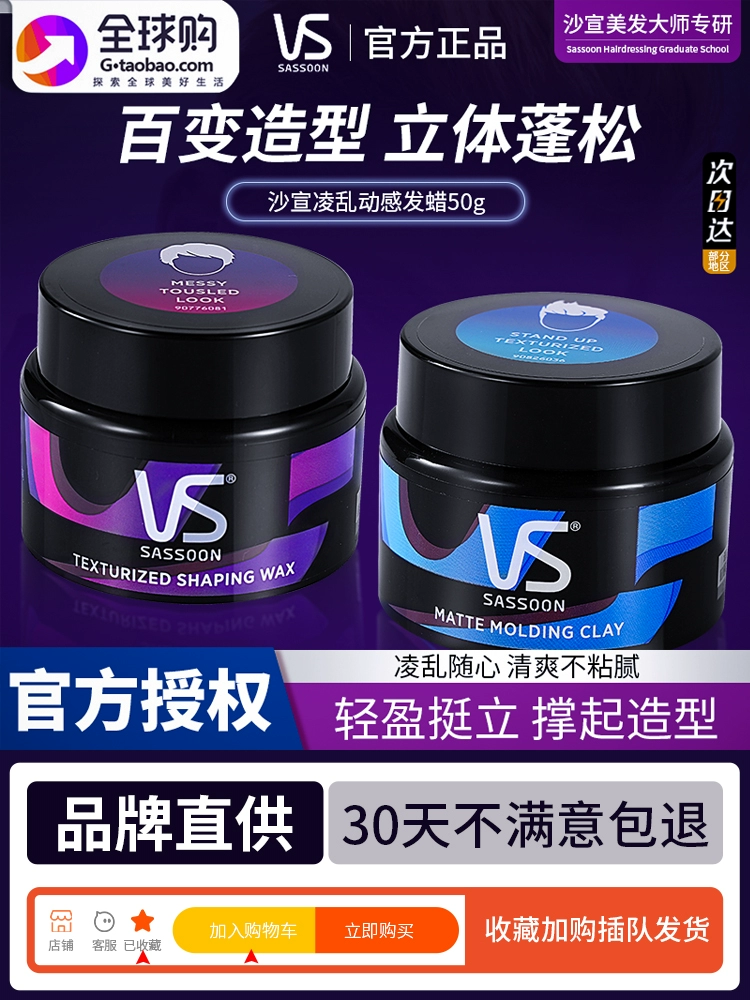 全球购
G·taobao.com
探索全球美好生活
VS
SASSOON
官方正品
沙宣美发大师专研
Sassoon Hairdressing Graduate School
百变造型 立体蓬松
沙宣凌乱动感发蜡50g
次日达
部分
地区
MESSY
TOUSLED
LOOK
90776081
STAND UP
TEXTURIZED
LOOK
90826036
VS®
SASSOON
TEXTURIZED SHAPING WAX
VS®
SASSOON
MATTE MOLDING CLAY
官方授权
凌乱随心 清爽不粘腻
轻盈挺立 撑起造型
品牌直供
30天不满意包退
店铺
客服
已收藏
加入购物车
立即购买
收藏加购插队发货